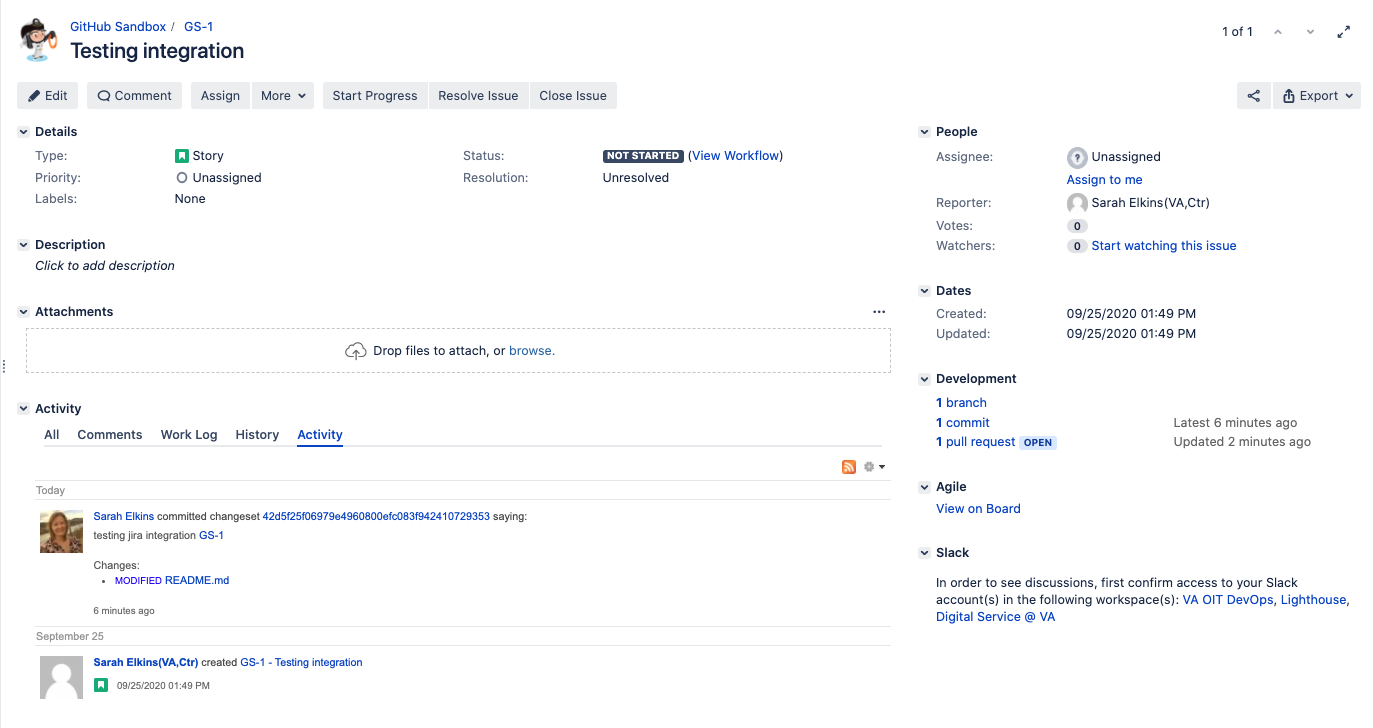 GitHub Sandbox / GS-1
Testing integration
1 of 1
Edit Comment Assign More Start Progress Resolve Issue Close Issue Export
Details
Type: Story Status: NOT STARTED (View Workflow)
Priority: Unassigned Resolution: Unresolved
Labels: None
Description
Click to add description
Attachments
Drop files to attach, or browse.
Activity
All Comments Work Log History Activity
Today
Sarah Elkins committed changeset 42d5f25f06979e4960800efc083f942410729353 saying:
testing jira integration GS-1
Changes:
• MODIFIED README.md
6 minutes ago
September 25
Sarah Elkins(VA,Ctr) created GS-1 - Testing integration
09/25/2020 01:49 PM
People
Assignee: Unassigned
Assign to me
Reporter: Sarah Elkins(VA,Ctr)
Votes: 0
Watchers: 0 Start watching this issue
Dates
Created: 09/25/2020 01:49 PM
Updated: 09/25/2020 01:49 PM
Development
1 branch
1 commit Latest 6 minutes ago
1 pull request OPEN Updated 2 minutes ago
Agile
View on Board
Slack
In order to see discussions, first confirm access to your Slack
account(s) in the following workspace(s): VA OIT DevOps, Lighthouse,
Digital Service @ VA